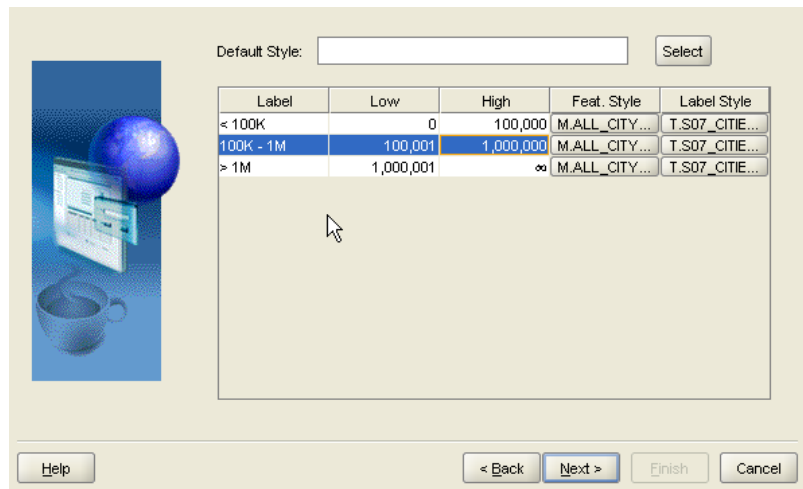 Default Style: Select
Label Low High Feat. Style Label Style
< 100K 0 100,000 M.ALL_CITY... T.S07_CITIE...
100K - 1M 100,001 1,000,000 M.ALL_CITY... T.S07_CITIE...
> 1M 1,000,001 ∞ M.ALL_CITY... T.S07_CITIE...
Help < Back Next > Finish Cancel